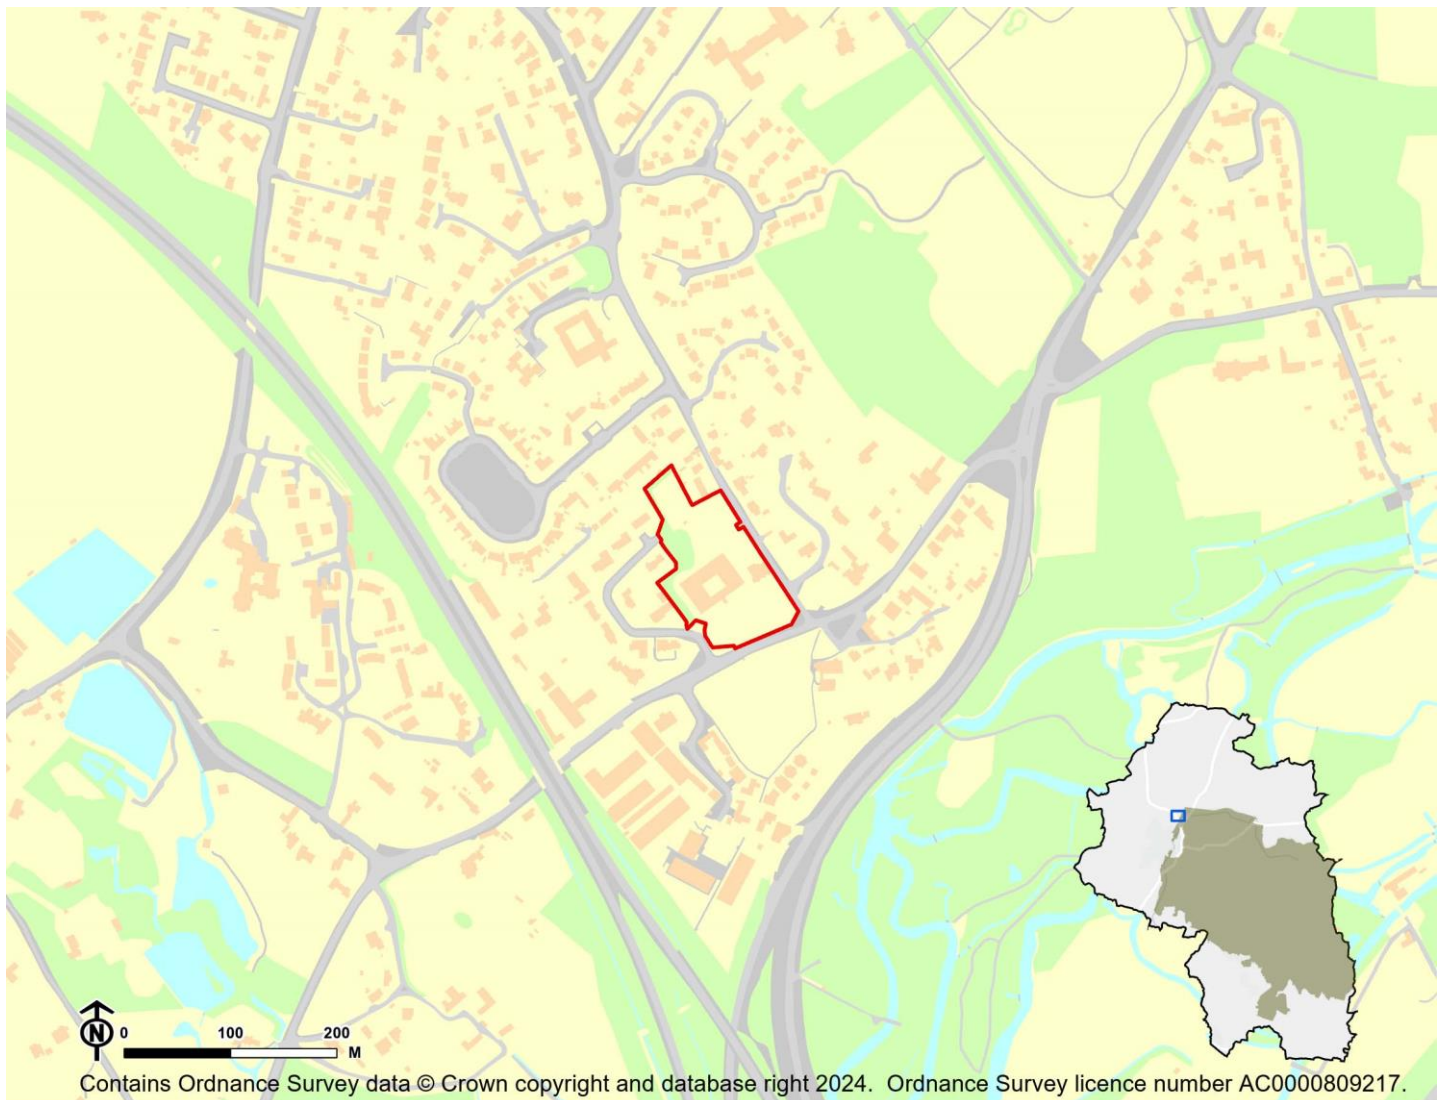 N
0 100 200
M
Contains Ordnance Survey data © Crown copyright and database right 2024. Ordnance Survey licence number AC0000809217.